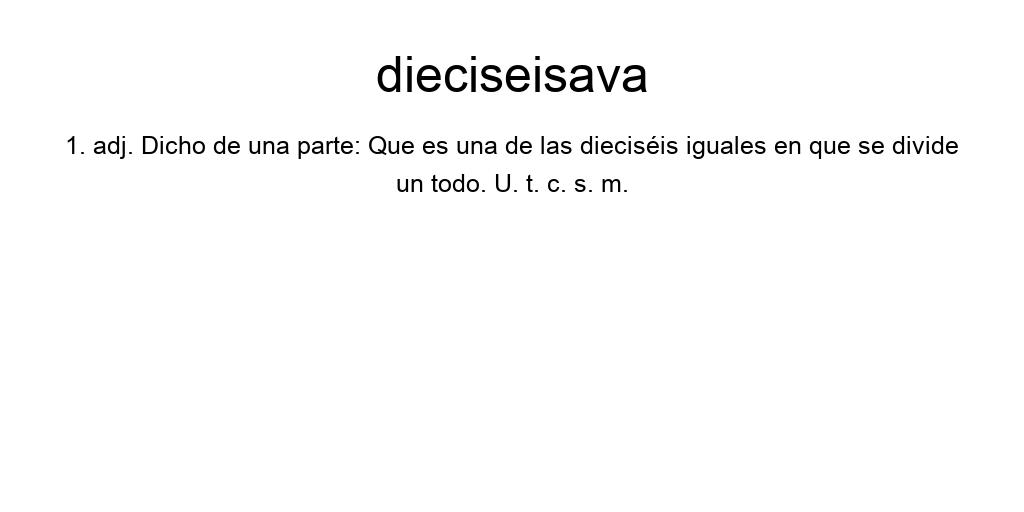 dieciseisava
1. adj. Dicho de una parte: Que es una de las dieciséis iguales en que se divide
un todo. U. t. c. s. m.